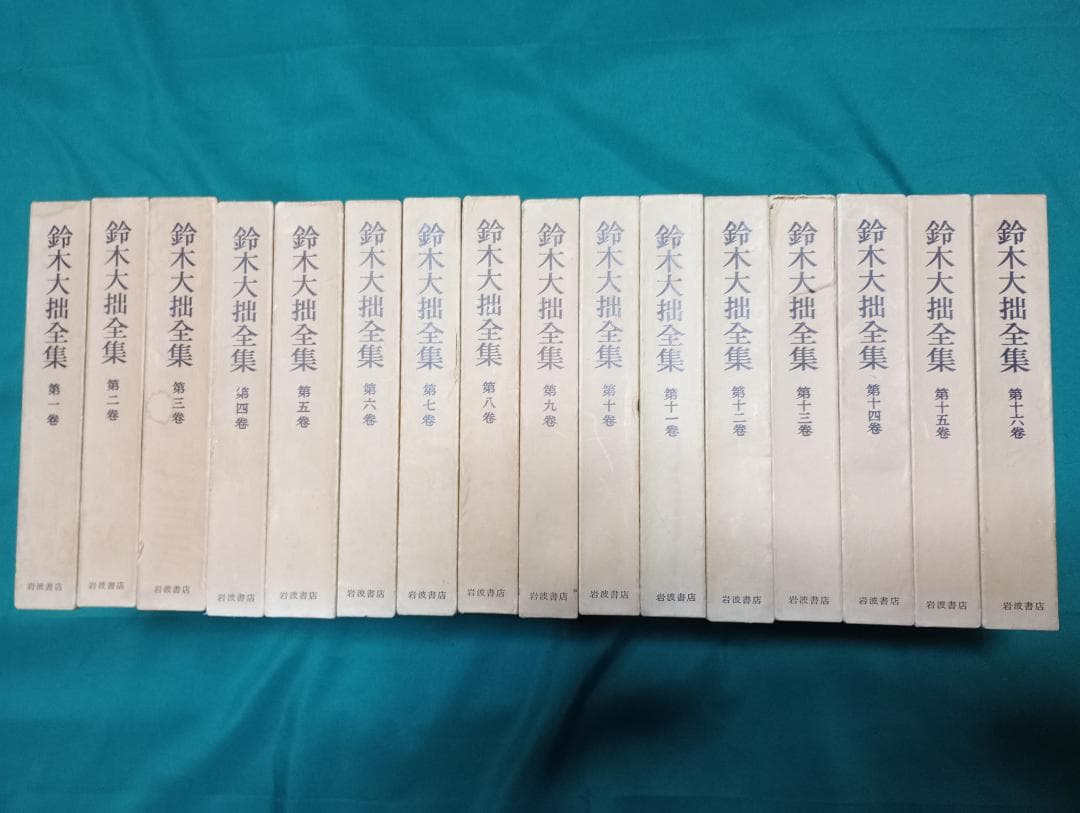 鈴木大拙全集 第一巻
岩波書店
鈴木大拙全集 第二巻
岩波書店
鈴木大拙全集 第三巻
岩波書店
鈴木大拙全集 第四巻
岩波書店
鈴木大拙全集 第五巻
岩波書店
鈴木大拙全集 第六巻
岩波書店
鈴木大拙全集 第七巻
岩波書店
鈴木大拙全集 第八巻
岩波書店
鈴木大拙全集 第九巻
岩波書店
鈴木大拙全集 第十巻
岩波書店
鈴木大拙全集 第十一巻
岩波書店
鈴木大拙全集 第十二巻
岩波書店
鈴木大拙全集 第十三巻
岩波書店
鈴木大拙全集 第十四巻
岩波書店
鈴木大拙全集 第十五巻
岩波書店
鈴木大拙全集 第十六巻
岩波書店